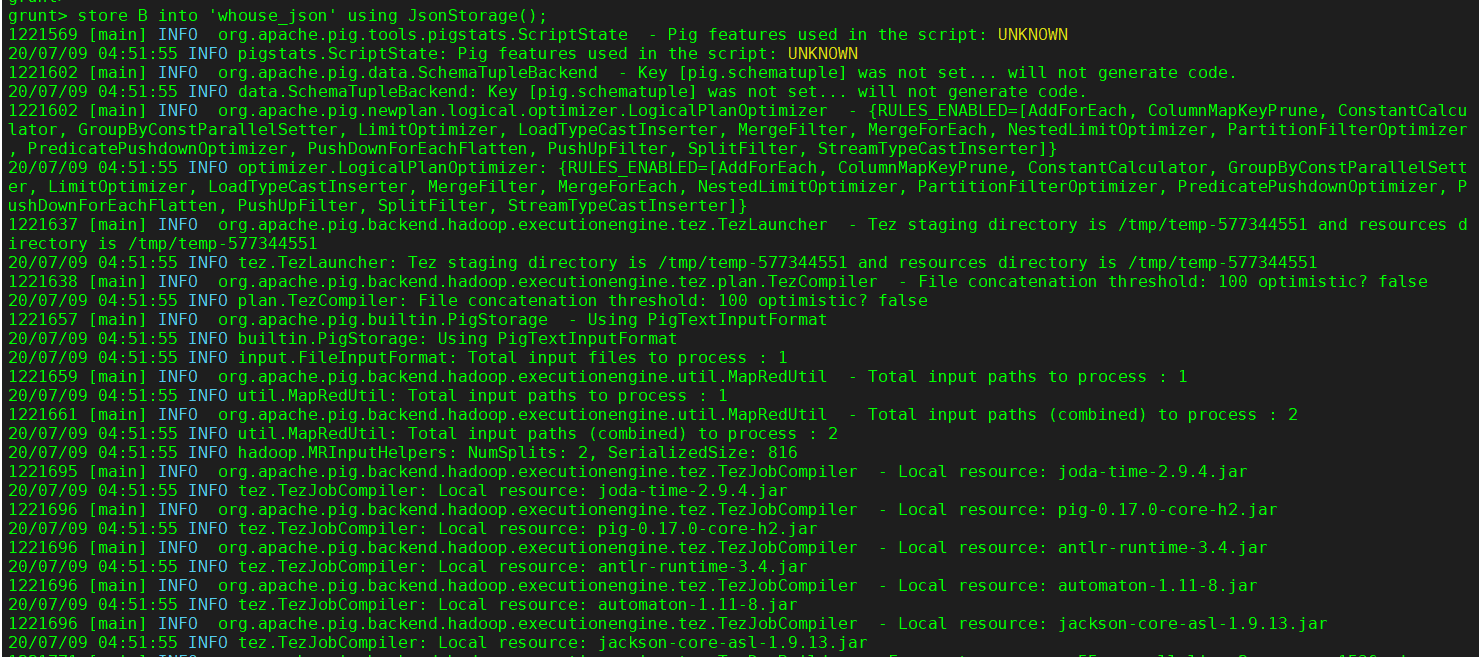 grunt> store B into 'whouse_json' using JsonStorage();
1221569 [main] INFO  org.apache.pig.tools.pigstats.ScriptState  - Pig features used in the script: UNKNOWN
20/07/09 04:51:55 INFO pigstats.ScriptState: Pig features used in the script: UNKNOWN
1221602 [main] INFO  org.apache.pig.data.SchemaTupleBackend  - Key [pig.schematuple] was not set... will not generate code.
20/07/09 04:51:55 INFO data.SchemaTupleBackend: Key [pig.schematuple] was not set... will not generate code.
1221602 [main] INFO  org.apache.pig.newplan.logical.optimizer.LogicalPlanOptimizer  - {RULES_ENABLED=[AddForEach, ColumnMapKeyPrune, ConstantCalcu
lator, GroupByConstParallelSetter, LimitOptimizer, LoadTypeCastInserter, MergeFilter, MergeForEach, NestedLimitOptimizer, PartitionFilterOptimizer
, PredicatePushdownOptimizer, PushDownForEachFlatten, PushUpFilter, SplitFilter, StreamTypeCastInserter]}
20/07/09 04:51:55 INFO optimizer.LogicalPlanOptimizer: {RULES_ENABLED=[AddForEach, ColumnMapKeyPrune, ConstantCalculator, GroupByConstParallelSett
er, LimitOptimizer, LoadTypeCastInserter, MergeFilter, MergeForEach, NestedLimitOptimizer, PartitionFilterOptimizer, PredicatePushdownOptimizer, P
ushDownForEachFlatten, PushUpFilter, SplitFilter, StreamTypeCastInserter]}
1221637 [main] INFO  org.apache.pig.backend.hadoop.executionengine.tez.TezLauncher  - Tez staging directory is /tmp/temp-577344551 and resources d
irectory is /tmp/temp-577344551
20/07/09 04:51:55 INFO tez.TezLauncher: Tez staging directory is /tmp/temp-577344551 and resources directory is /tmp/temp-577344551
1221638 [main] INFO  org.apache.pig.backend.hadoop.executionengine.tez.plan.TezCompiler  - File concatenation threshold: 100 optimistic? false
20/07/09 04:51:55 INFO plan.TezCompiler: File concatenation threshold: 100 optimistic? false
1221657 [main] INFO  org.apache.pig.builtin.PigStorage  - Using PigTextInputFormat
20/07/09 04:51:55 INFO builtin.PigStorage: Using PigTextInputFormat
20/07/09 04:51:55 INFO input.FileInputFormat: Total input files to process : 1
1221659 [main] INFO  org.apache.pig.backend.hadoop.executionengine.util.MapRedUtil  - Total input paths to process : 1
20/07/09 04:51:55 INFO util.MapRedUtil: Total input paths to process : 1
1221661 [main] INFO  org.apache.pig.backend.hadoop.executionengine.util.MapRedUtil  - Total input paths (combined) to process : 2
20/07/09 04:51:55 INFO util.MapRedUtil: Total input paths (combined) to process : 2
20/07/09 04:51:55 INFO hadoop.MRInputHelpers: NumSplits: 2, SerializedSize: 816
1221695 [main] INFO  org.apache.pig.backend.hadoop.executionengine.tez.TezJobCompiler  - Local resource: joda-time-2.9.4.jar
20/07/09 04:51:55 INFO tez.TezJobCompiler: Local resource: joda-time-2.9.4.jar
1221696 [main] INFO  org.apache.pig.backend.hadoop.executionengine.tez.TezJobCompiler  - Local resource: pig-0.17.0-core-h2.jar
20/07/09 04:51:55 INFO tez.TezJobCompiler: Local resource: pig-0.17.0-core-h2.jar
1221696 [main] INFO  org.apache.pig.backend.hadoop.executionengine.tez.TezJobCompiler  - Local resource: antlr-runtime-3.4.jar
20/07/09 04:51:55 INFO tez.TezJobCompiler: Local resource: antlr-runtime-3.4.jar
1221696 [main] INFO  org.apache.pig.backend.hadoop.executionengine.tez.TezJobCompiler  - Local resource: automaton-1.11-8.jar
20/07/09 04:51:55 INFO tez.TezJobCompiler: Local resource: automaton-1.11-8.jar
1221696 [main] INFO  org.apache.pig.backend.hadoop.executionengine.tez.TezJobCompiler  - Local resource: jackson-core-asl-1.9.13.jar
20/07/09 04:51:55 INFO tez.TezJobCompiler: Local resource: jackson-core-asl-1.9.13.jar